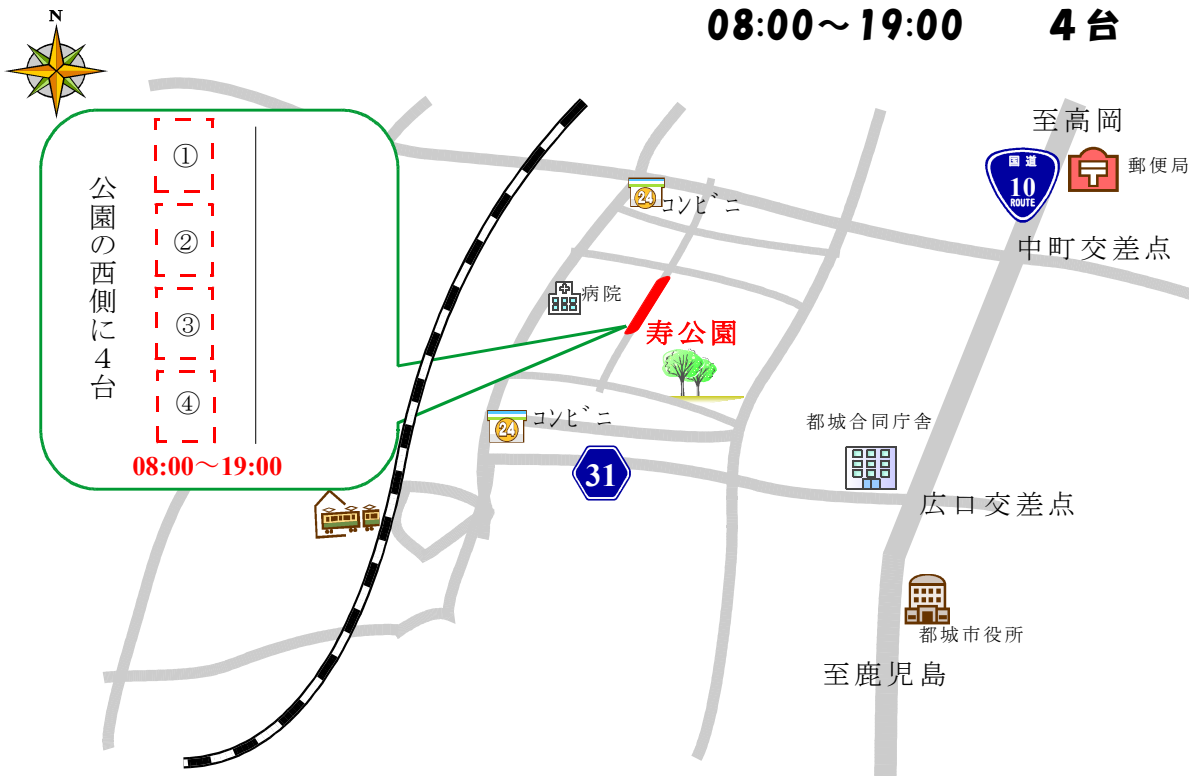 N
08:00～19:00 4台
至高岡
国道
10
ROUTE
郵便局
中町交差点
①
②
③
④
公園の西側に4台
08:00～19:00
24
コンビニ
病院
寿公園
24
コンビニ
31
都城合同庁舎
広口交差点
都城市役所
至鹿児島